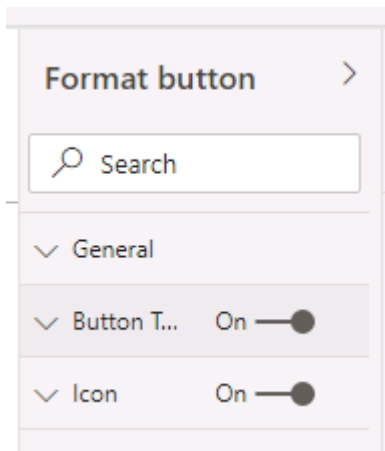 Format button
Search
General
Button T... On
Icon On